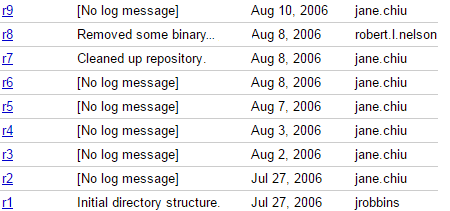 r9 [No log message] Aug 10, 2006 jane.chiu
r8 Removed some binary... Aug 8, 2006 robert.l.nelson
r7 Cleaned up repository. Aug 8, 2006 jane.chiu
r6 [No log message] Aug 8, 2006 jane.chiu
r5 [No log message] Aug 7, 2006 jane.chiu
r4 [No log message] Aug 3, 2006 jane.chiu
r3 [No log message] Aug 2, 2006 jane.chiu
r2 [No log message] Jul 27, 2006 jane.chiu
r1 Initial directory structure. Jul 27, 2006 jrobbins